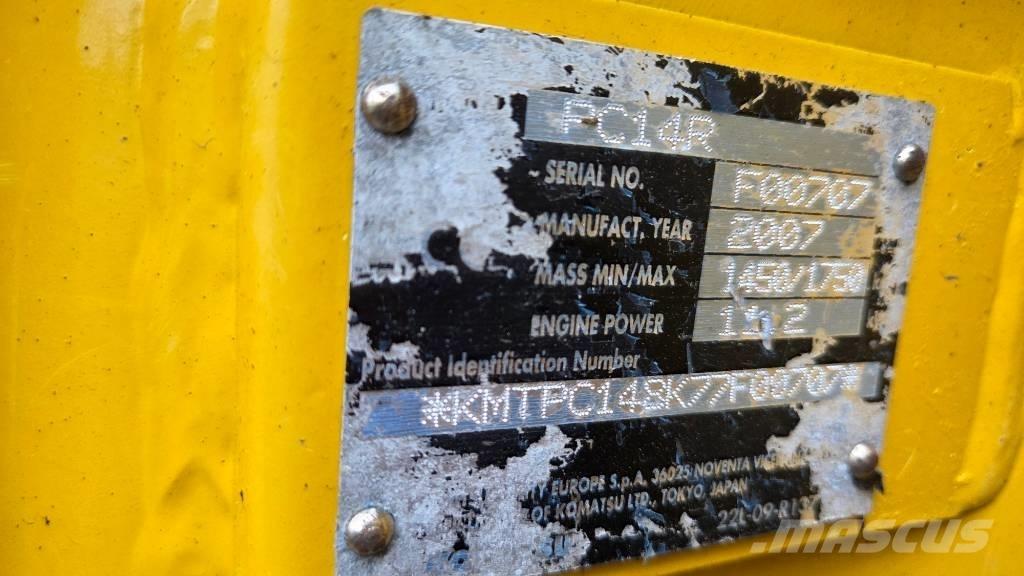 PC14R
SERIAL NO. F00707
MANUFACT. YEAR 2007
MASS MIN/MAX 1450/1750
ENGINE POWER
Product Identification Number
EUROPE S.p.A. 36025 NOVENTA
OF KOMATSU LTD., TOKYO, JAPAN
MASCUS